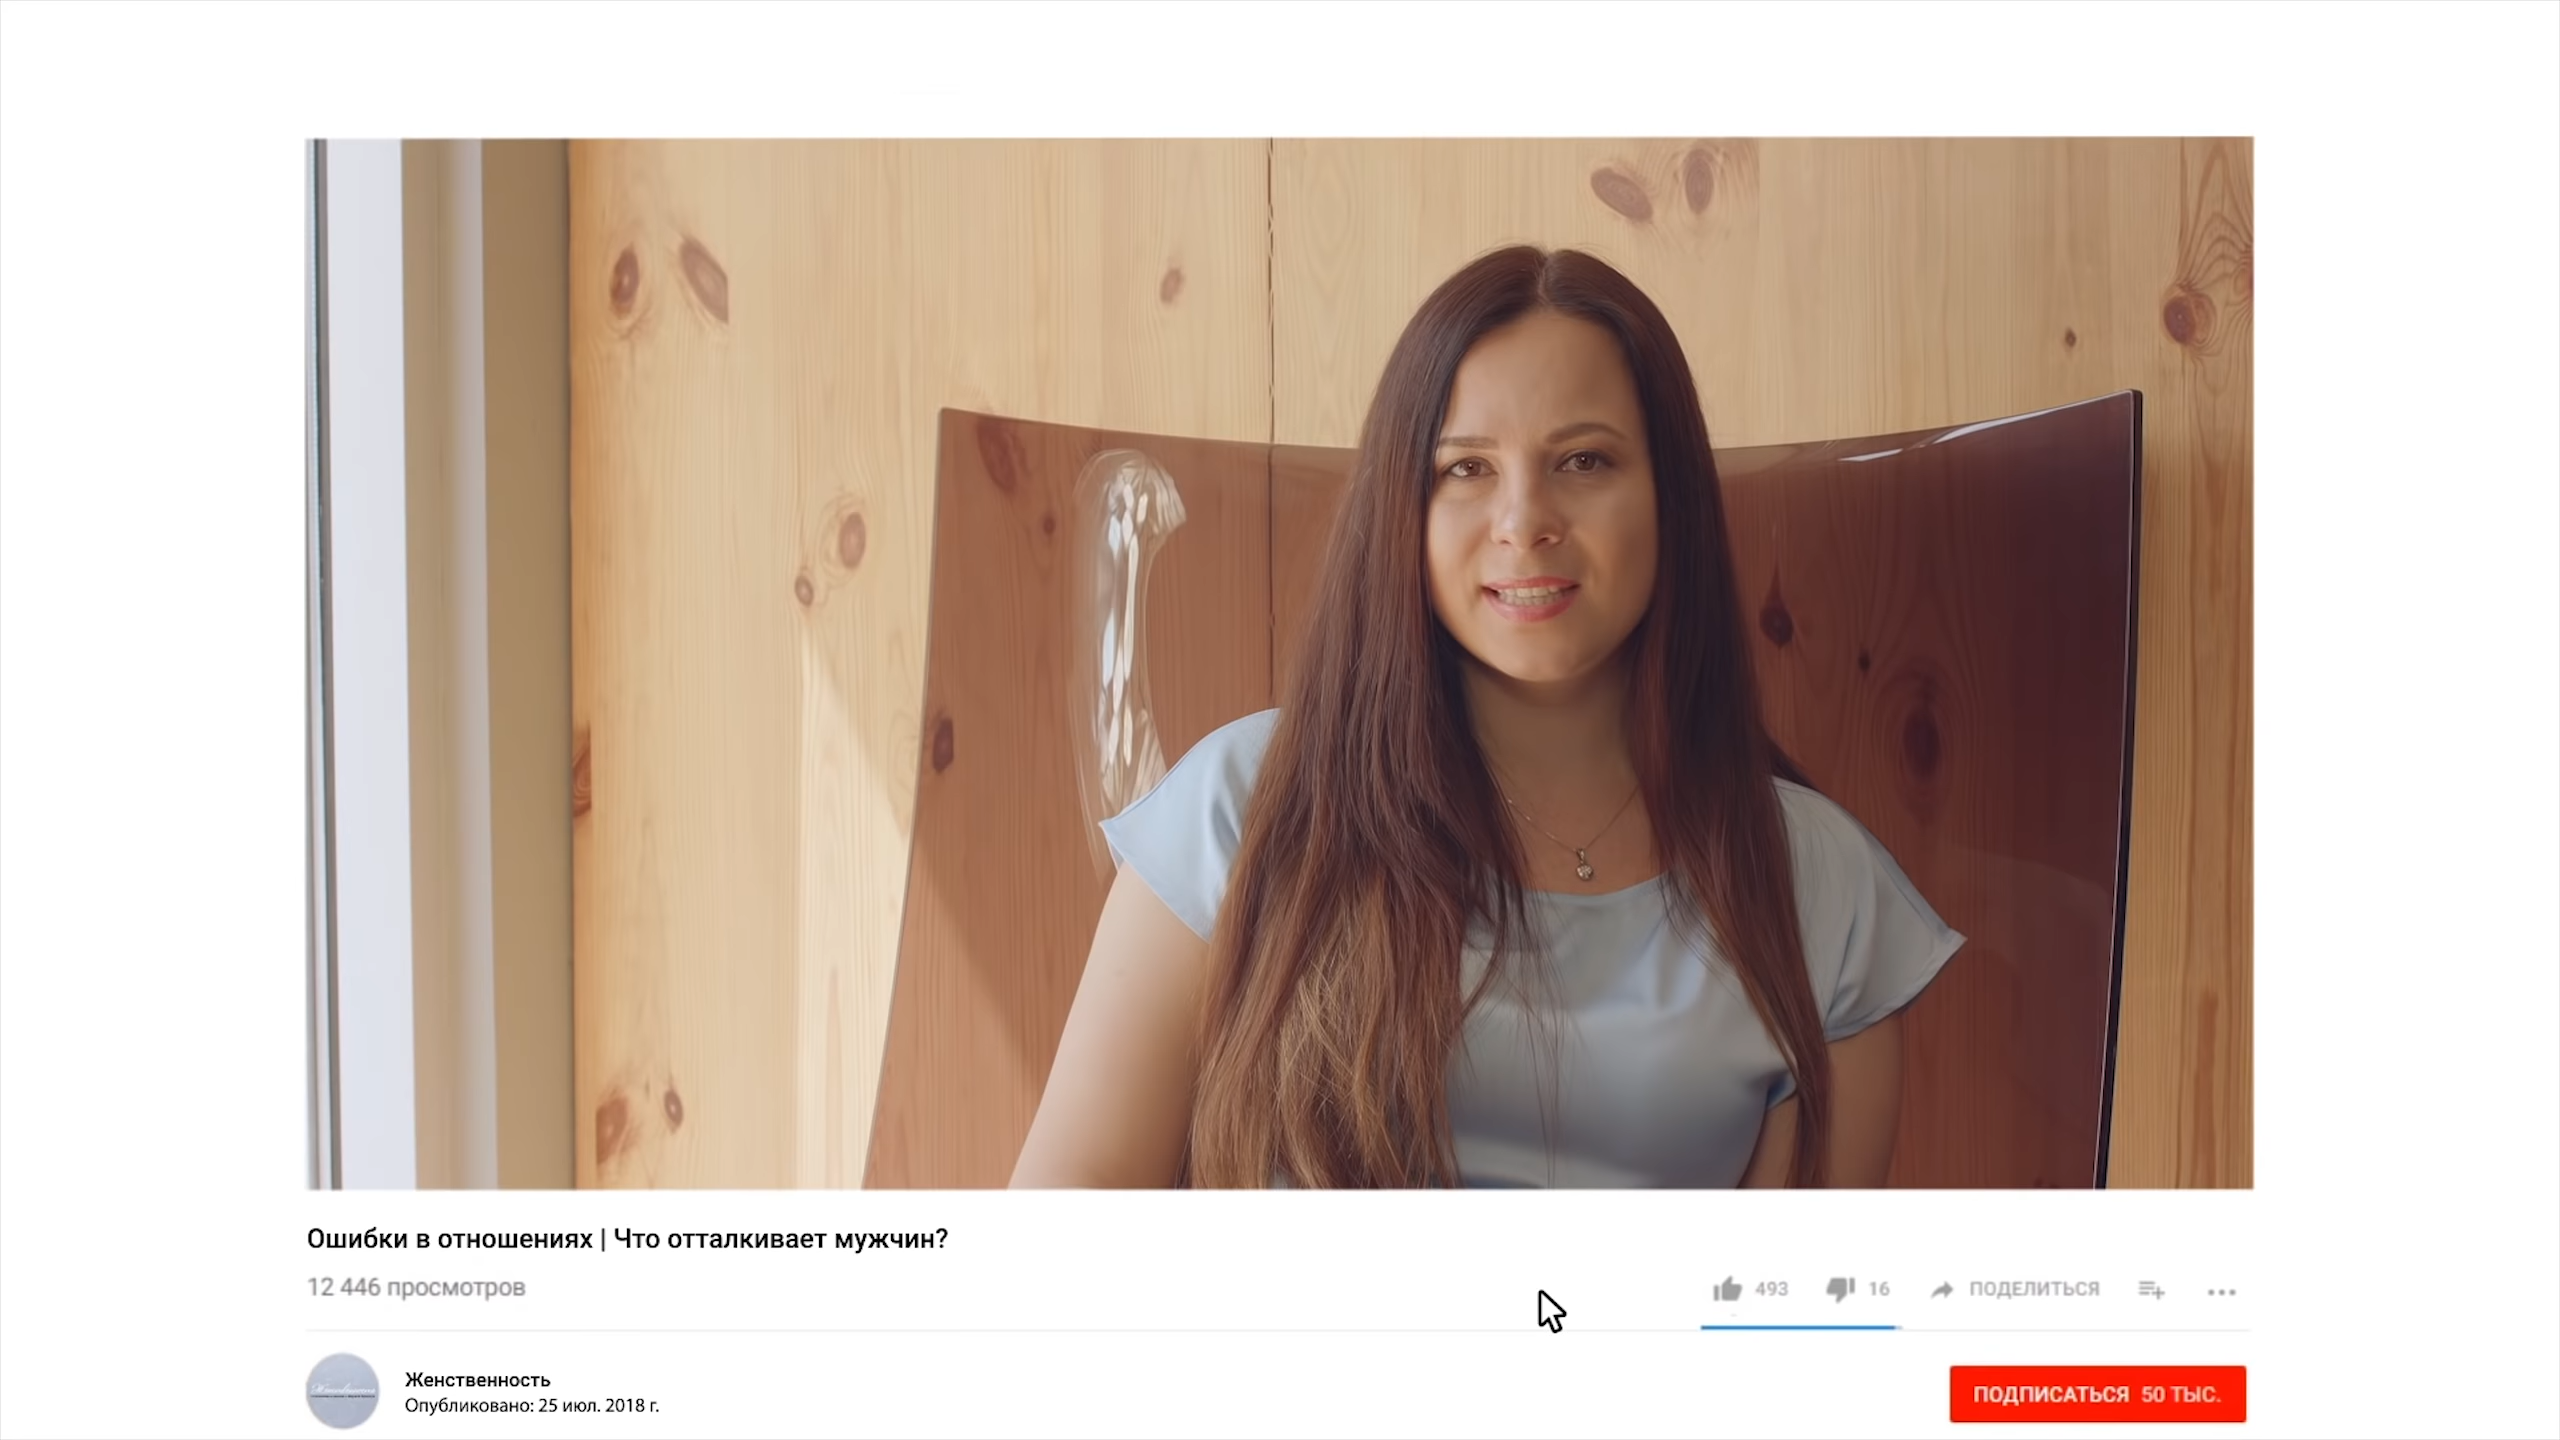 Ошибки в отношениях | Что отталкивает мужчин?
12 446 просмотров
493 16 ПОДЕЛИТЬСЯ
Женственность
Опубликовано: 25 июл. 2018 г.
ПОДПИСАТЬСЯ 50 ТЫС.